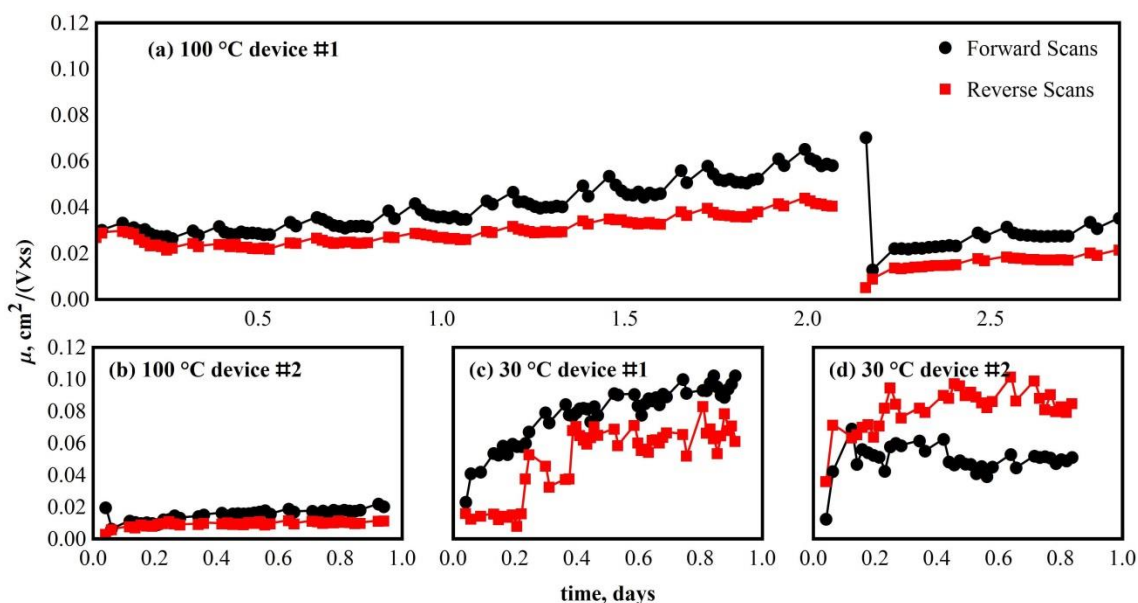 0.12
(a) 100 °C device #1
Forward Scans
0.10
Reverse Scans
0.08
0.06
0.04
0.02
0.00
0.5 1.0 1.5 2.0 2.5
μ, cm²/(V×s)
0.12
(b) 100 °C device #2
(c) 30 °C device #1
(d) 30 °C device #2
0.10
0.08
0.06
0.04
0.02
0.00
0.0 0.2 0.4 0.6 0.8 1.0
0.0 0.2 0.4 0.6 0.8 1.0
0.0 0.2 0.4 0.6 0.8 1.0
time, days